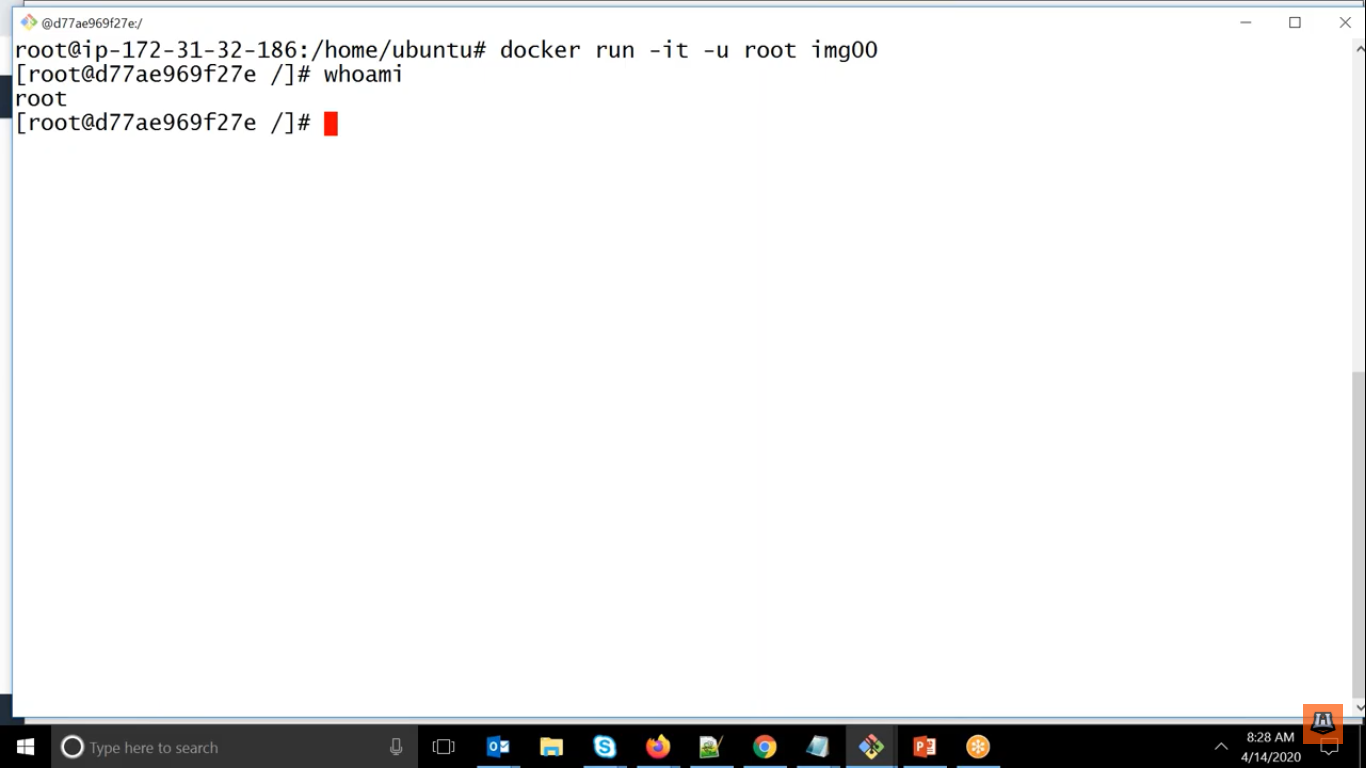 @d77ae969f27e:/
root@ip-172-31-32-186:/home/ubuntu# docker run -it -u root img00
[root@d77ae969f27e /]# whoami
root
[root@d77ae969f27e /]#
Type here to search
8:28 AM
4/14/2020